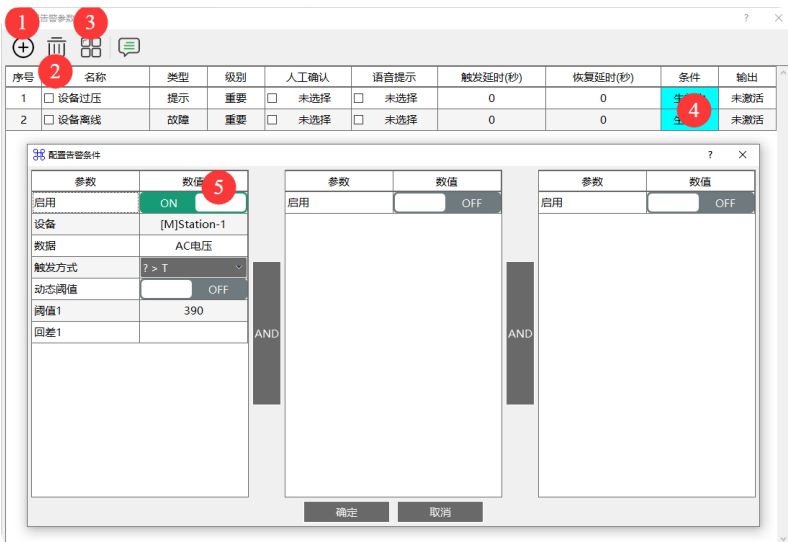 1 告警参数 3 ?
序号 2 名称 类型 级别 人工确认 语音提示 触发延时(秒) 恢复延时(秒) 条件 输出
1 设备过压 提示 重要 未选择 未选择 0 0 未激活
2 设备离线 故障 重要 未选择 未选择 0 0 4 未激活
配置告警条件 ?
参数 数值 5 参数 数值 参数 数值
启用 ON 启用 OFF 启用 OFF
设备 [M]Station-1
数据 AC电压
触发方式 ? > T
动态阈值 OFF
阈值1 390
回差1
AND AND
确定 取消